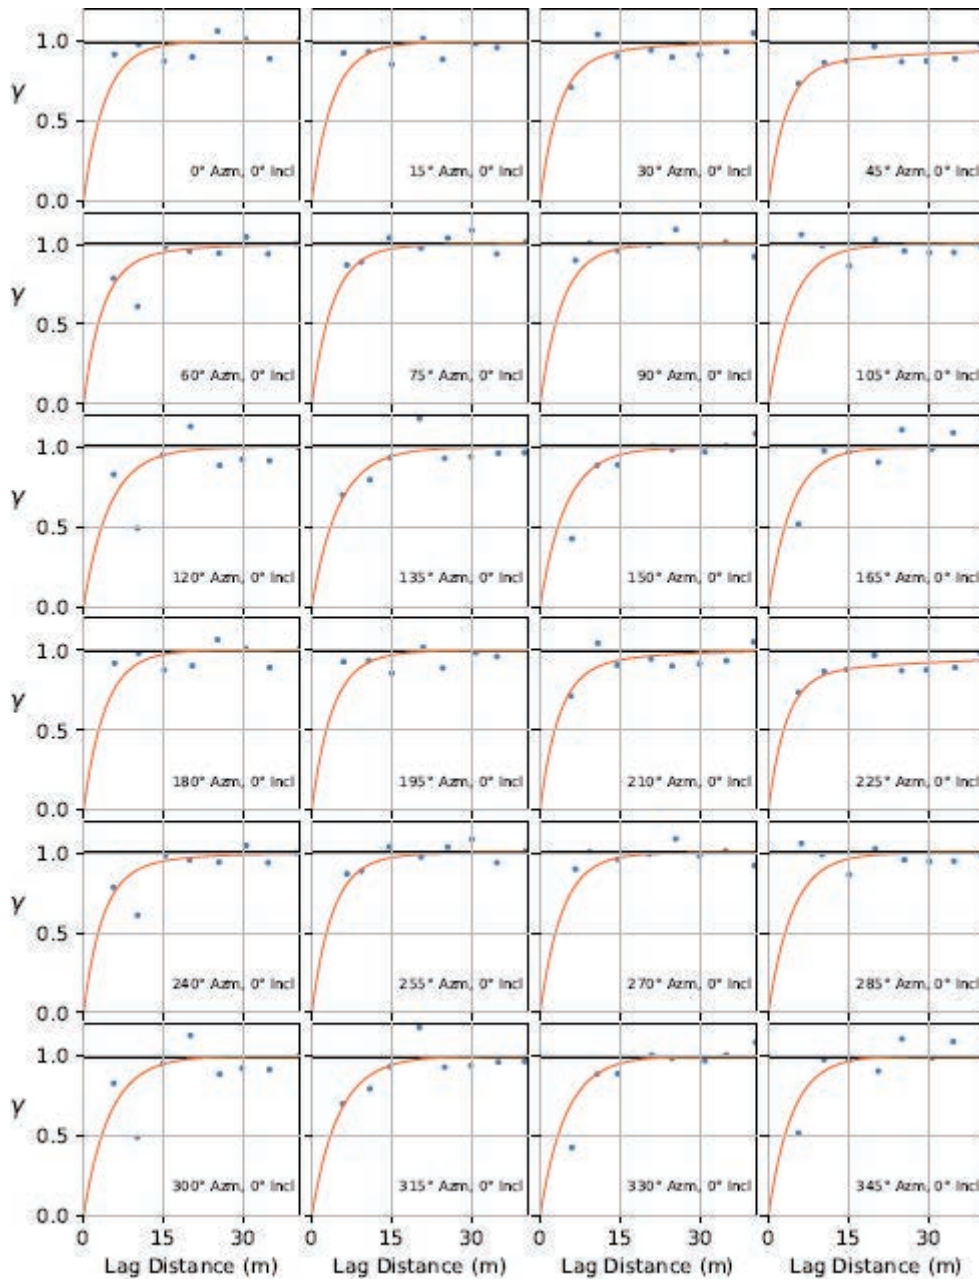 1.0
γ
0.5
0.0
0° Azm, 0° Incl
15° Azm, 0° Incl
30° Azm, 0° Incl
45° Azm, 0° Incl
1.0
γ
0.5
0.0
60° Azm, 0° Incl
75° Azm, 0° Incl
90° Azm, 0° Incl
105° Azm, 0° Incl
1.0
γ
0.5
0.0
120° Azm, 0° Incl
135° Azm, 0° Incl
150° Azm, 0° Incl
165° Azm, 0° Incl
1.0
γ
0.5
0.0
180° Azm, 0° Incl
195° Azm, 0° Incl
210° Azm, 0° Incl
225° Azm, 0° Incl
1.0
γ
0.5
0.0
240° Azm, 0° Incl
255° Azm, 0° Incl
270° Azm, 0° Incl
285° Azm, 0° Incl
1.0
γ
0.5
0.0
300° Azm, 0° Incl
315° Azm, 0° Incl
330° Azm, 0° Incl
345° Azm, 0° Incl
0 15 30 0 15 30 0 15 30 0 15 30
Lag Distance (m) Lag Distance (m) Lag Distance (m) Lag Distance (m)